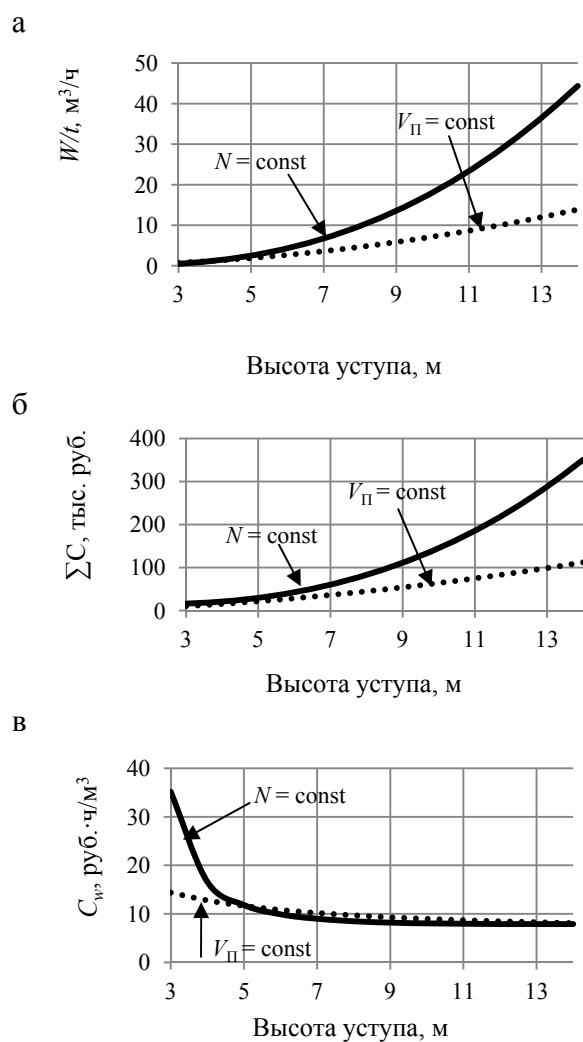 а
W/t, м³/ч
50
40
30
20
10
0
V_П = const
N = const
3 5 7 9 11 13
Высота уступа, м
б
∑С, тыс. руб.
400
300
200
100
0
V_П = const
N = const
3 5 7 9 11 13
Высота уступа, м
в
C_w, руб.·ч/м³
40
30
20
10
0
N = const
V_П = const
3 5 7 9 11 13
Высота уступа, м